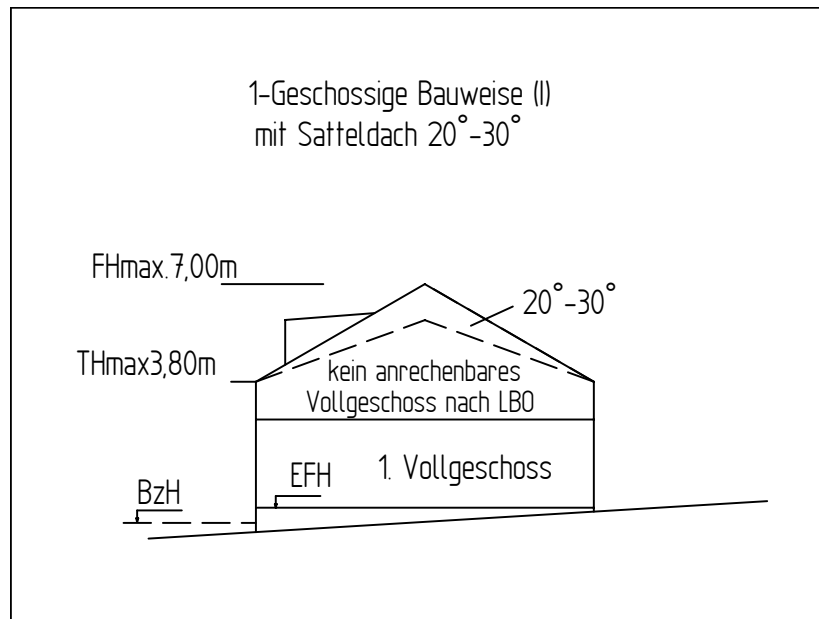 1-Geschossige Bauweise (I)
mit Satteldach 20°-30°
FHmax.7,00m
20°-30°
THmax3,80m
kein anrechenbares
Vollgeschoss nach LBO
1. Vollgeschoss
EFH
BzH